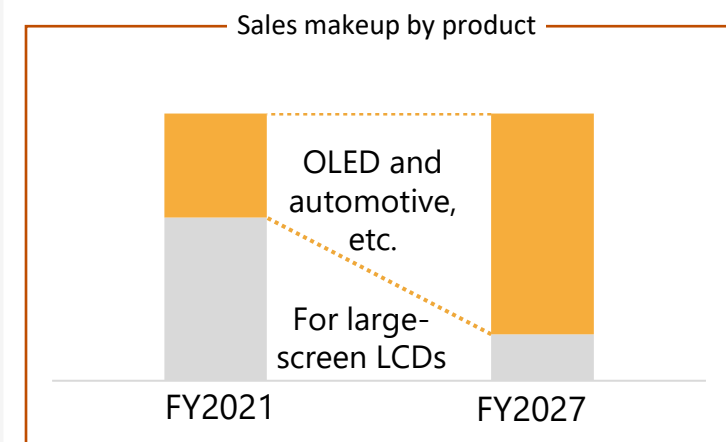 Sales makeup by product
OLED and
automotive,
etc.
For large-
screen LCDs
FY2021
FY2027